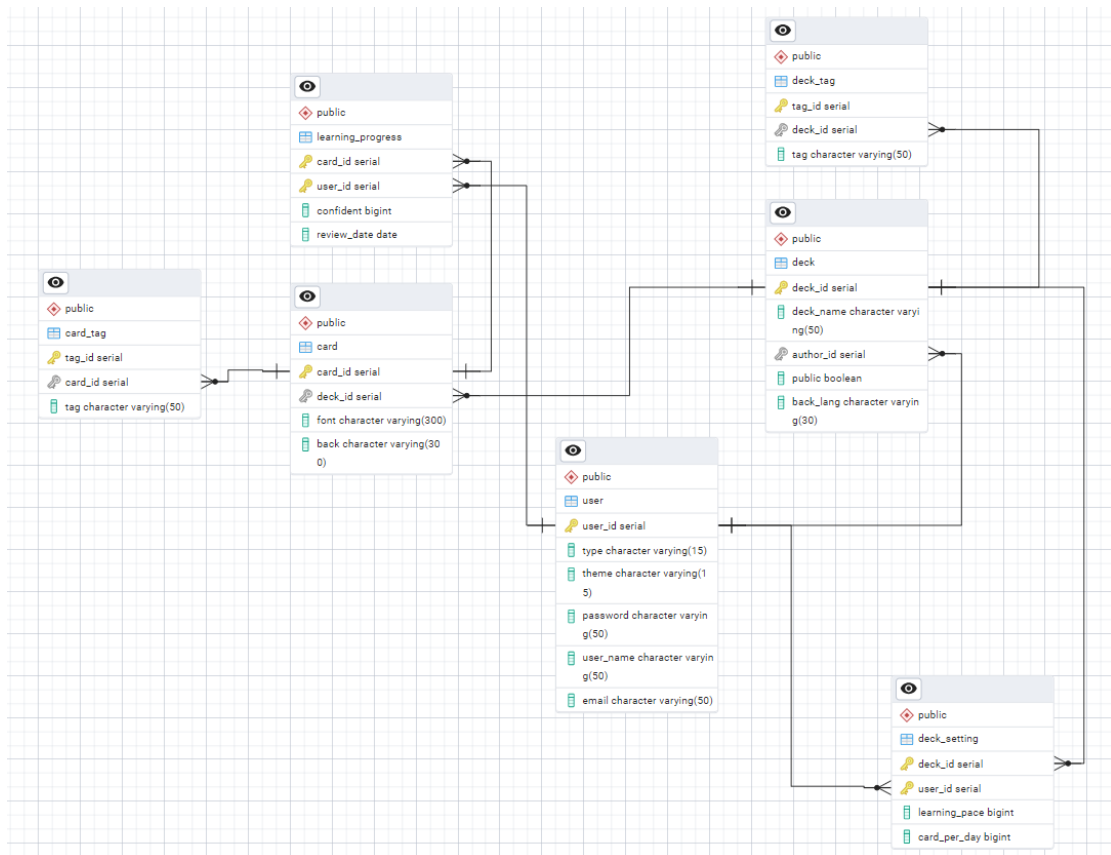 public
deck_tag
tag_id serial
deck_id serial
tag character varying(50)
public
learning_progress
card_id serial
user_id serial
confident bigint
review_date date
public
deck
deck_id serial
deck_name character varyi
ng(50)
author_id serial
public boolean
back_lang character varyin
g(30)
public
card_tag
tag_id serial
card_id serial
tag character varying(50)
public
card
card_id serial
deck_id serial
font character varying(300)
back character varying(30
0)
public
user
user_id serial
type character varying(15)
theme character varying(1
5)
password character varyin
g(50)
user_name character varyin
g(50)
email character varying(50)
public
deck_setting
deck_id serial
user_id serial
learning_pace bigint
card_per_day bigint